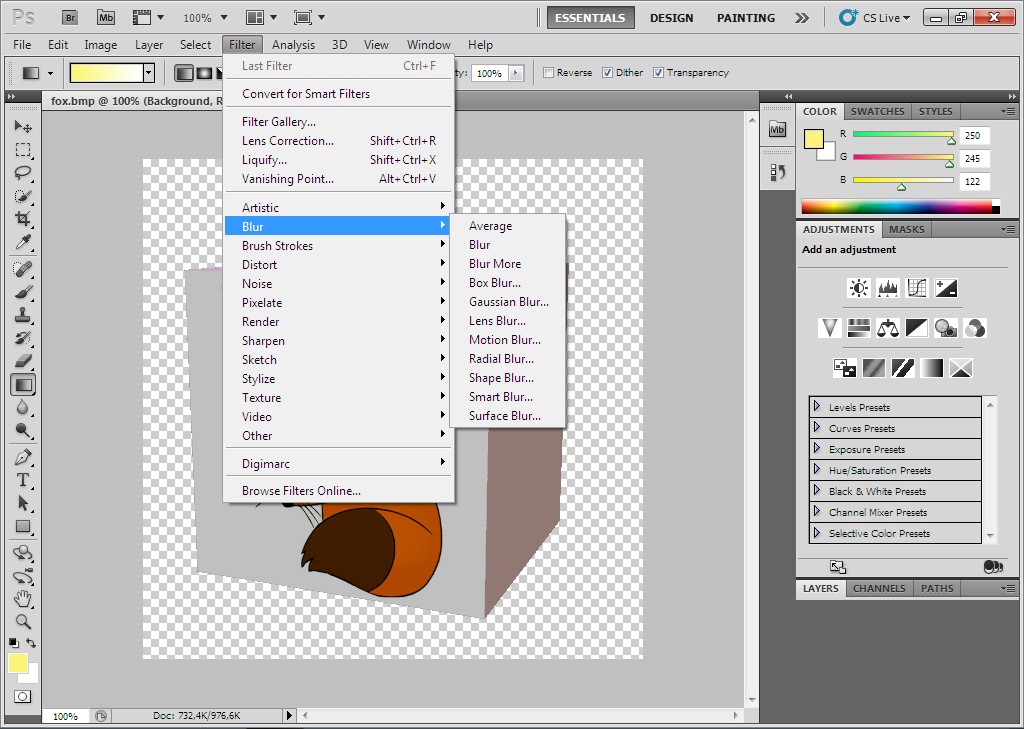 Ps Br Mb 100% ESSENTIALS DESIGN PAINTING CS Live
File Edit Image Layer Select Filter Analysis 3D View Window Help
ty: 100% Reverse Dither Transparency
fox.bmp @ 100% (Background, R
Last Filter Ctrl+F
Convert for Smart Filters
Filter Gallery...
Lens Correction... Shift+Ctrl+R
Liquify... Shift+Ctrl+X
Vanishing Point... Alt+Ctrl+V
Artistic
Blur
Brush Strokes
Distort
Noise
Pixelate
Render
Sharpen
Sketch
Stylize
Texture
Video
Other
Digimarc
Browse Filters Online...
Average
Blur
Blur More
Box Blur...
Gaussian Blur...
Lens Blur...
Motion Blur...
Radial Blur...
Shape Blur...
Smart Blur...
Surface Blur...
Mb
COLOR SWATCHES STYLES
R 250
G 245
B 122
ADJUSTMENTS MASKS
Add an adjustment
Levels Presets
Curves Presets
Exposure Presets
Hue/Saturation Presets
Black & White Presets
Channel Mixer Presets
Selective Color Presets
LAYERS CHANNELS PATHS
T
100% Doc: 732,4K/976,6K